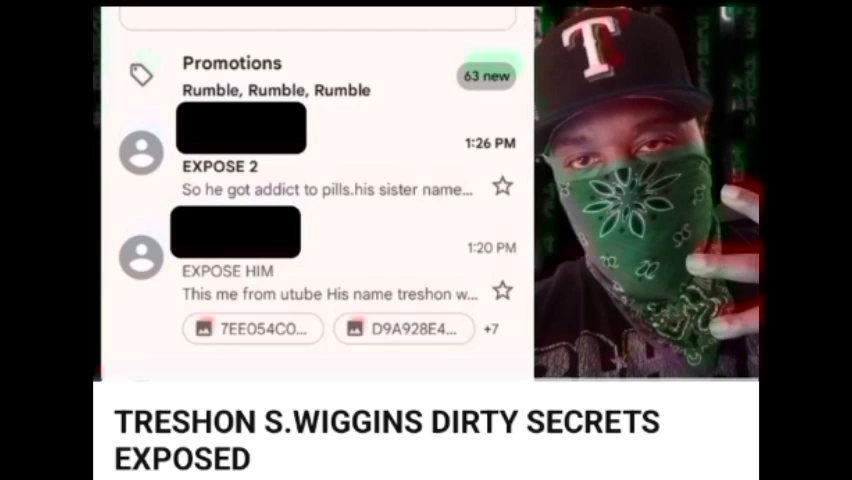 Promotions
63 new
Rumble, Rumble, Rumble
1:26 PM
EXPOSE 2
So he got addict to pills.his sister name...
1:20 PM
EXPOSE HIM
This me from utube His name treshon w...
7EE054C0...
D9A928E4...
+7
T
TRESHON S.WIGGINS DIRTY SECRETS
EXPOSED